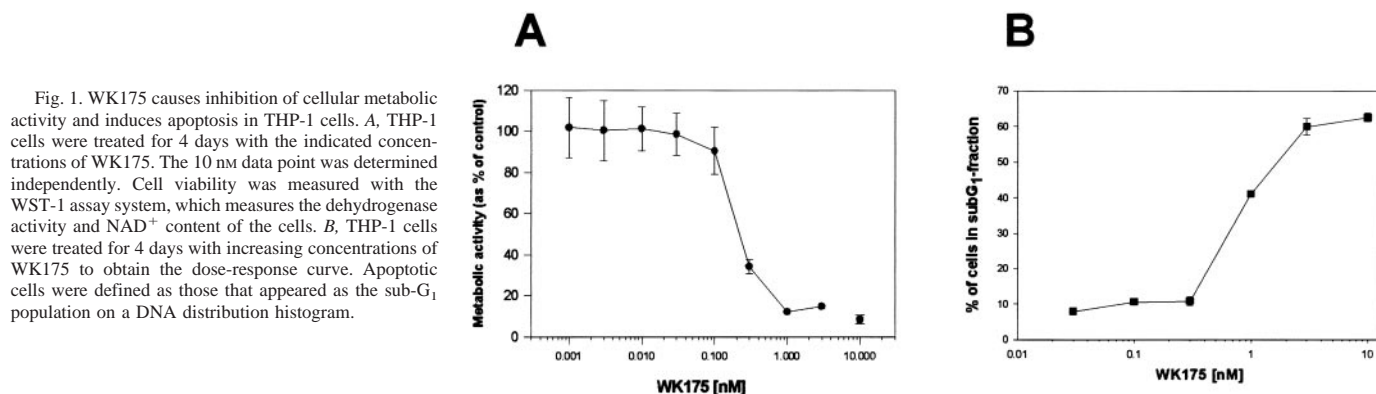 Fig. 1. WK175 causes inhibition of cellular metabolic
activity and induces apoptosis in THP-1 cells. A, THP-1
cells were treated for 4 days with the indicated concen-
trations of WK175. The 10 nM data point was determined
independently. Cell viability was measured with the
WST-1 assay system, which measures the dehydrogenase
activity and NAD⁺ content of the cells. B, THP-1 cells
were treated for 4 days with increasing concentrations of
WK175 to obtain the dose-response curve. Apoptotic
cells were defined as those that appeared as the sub-G₁
population on a DNA distribution histogram.
A
Metabolic activity (as % of control)
120
100
80
60
40
20
0
0.001 0.010 0.100 1.000 10.000
WK175 [nM]
B
% of cells in subG₁-fraction
70
60
50
40
30
20
10
0
0.01 0.1 1 10
WK175 [nM]